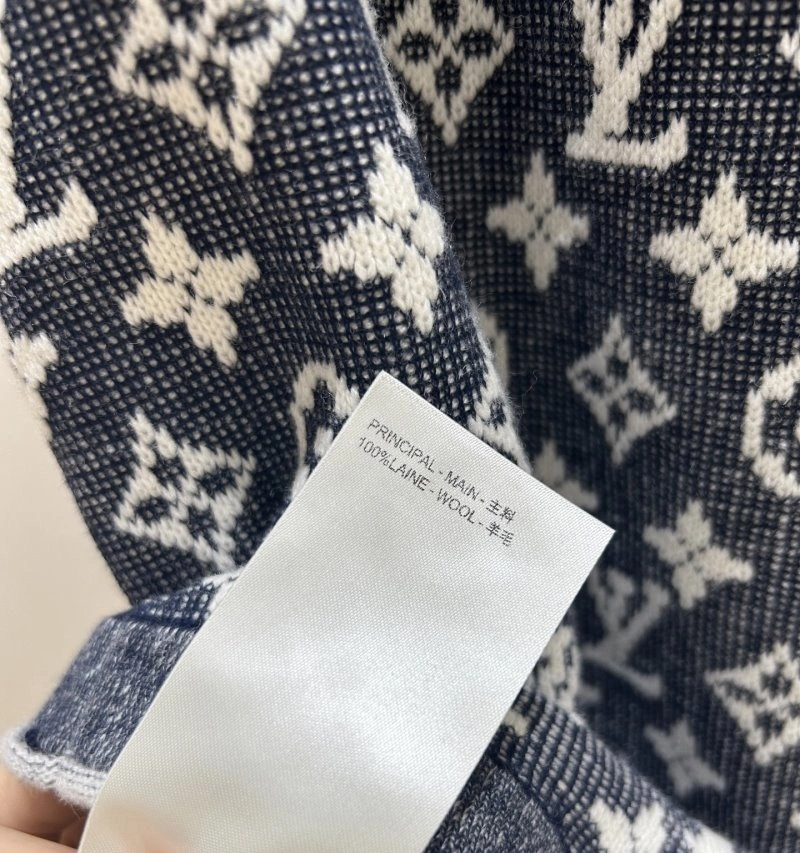 PRINCIPAL - MAIN - 主料
100%LAINE - WOOL - 羊毛